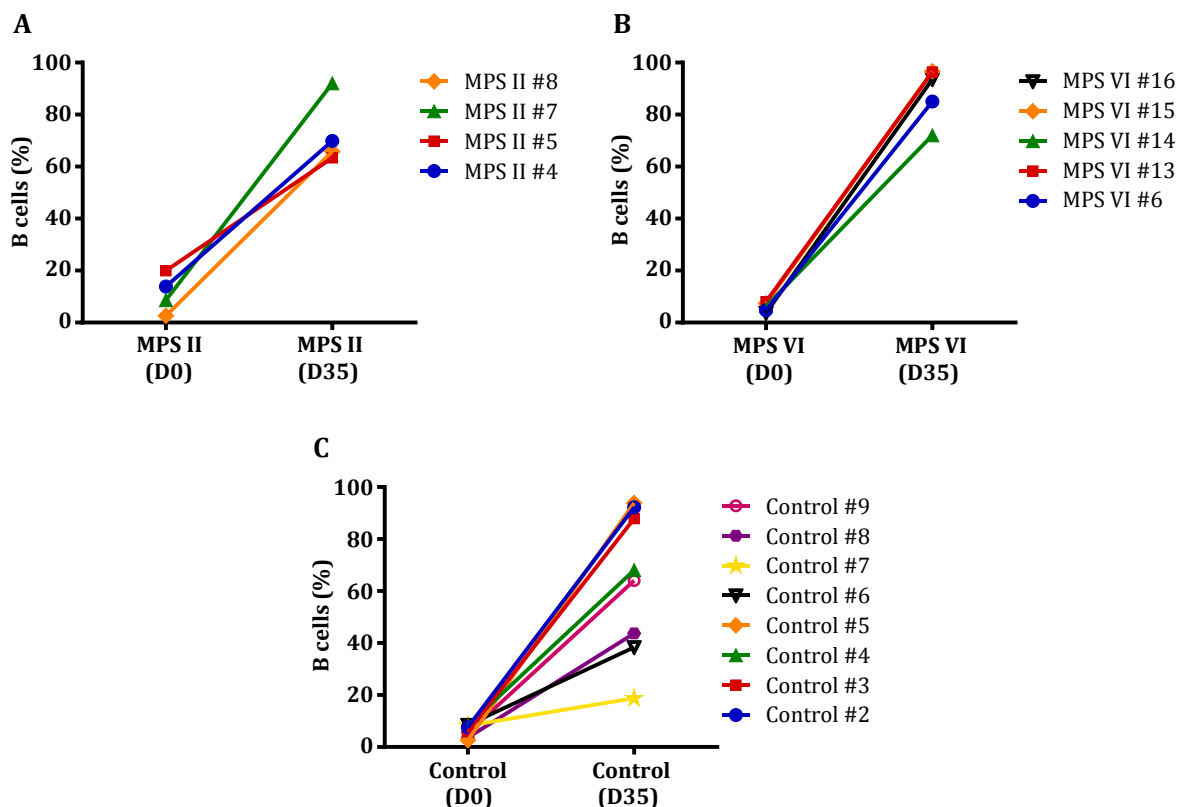 A
B cells (%)
100
80
60
40
20
0
MPS II
(D0)
MPS II
(D35)
MPS II #8
MPS II #7
MPS II #5
MPS II #4
B
B cells (%)
100
80
60
40
20
0
MPS VI
(D0)
MPS VI
(D35)
MPS VI #16
MPS VI #15
MPS VI #14
MPS VI #13
MPS VI #6
C
B cells (%)
100
80
60
40
20
0
Control
(D0)
Control
(D35)
Control #9
Control #8
Control #7
Control #6
Control #5
Control #4
Control #3
Control #2